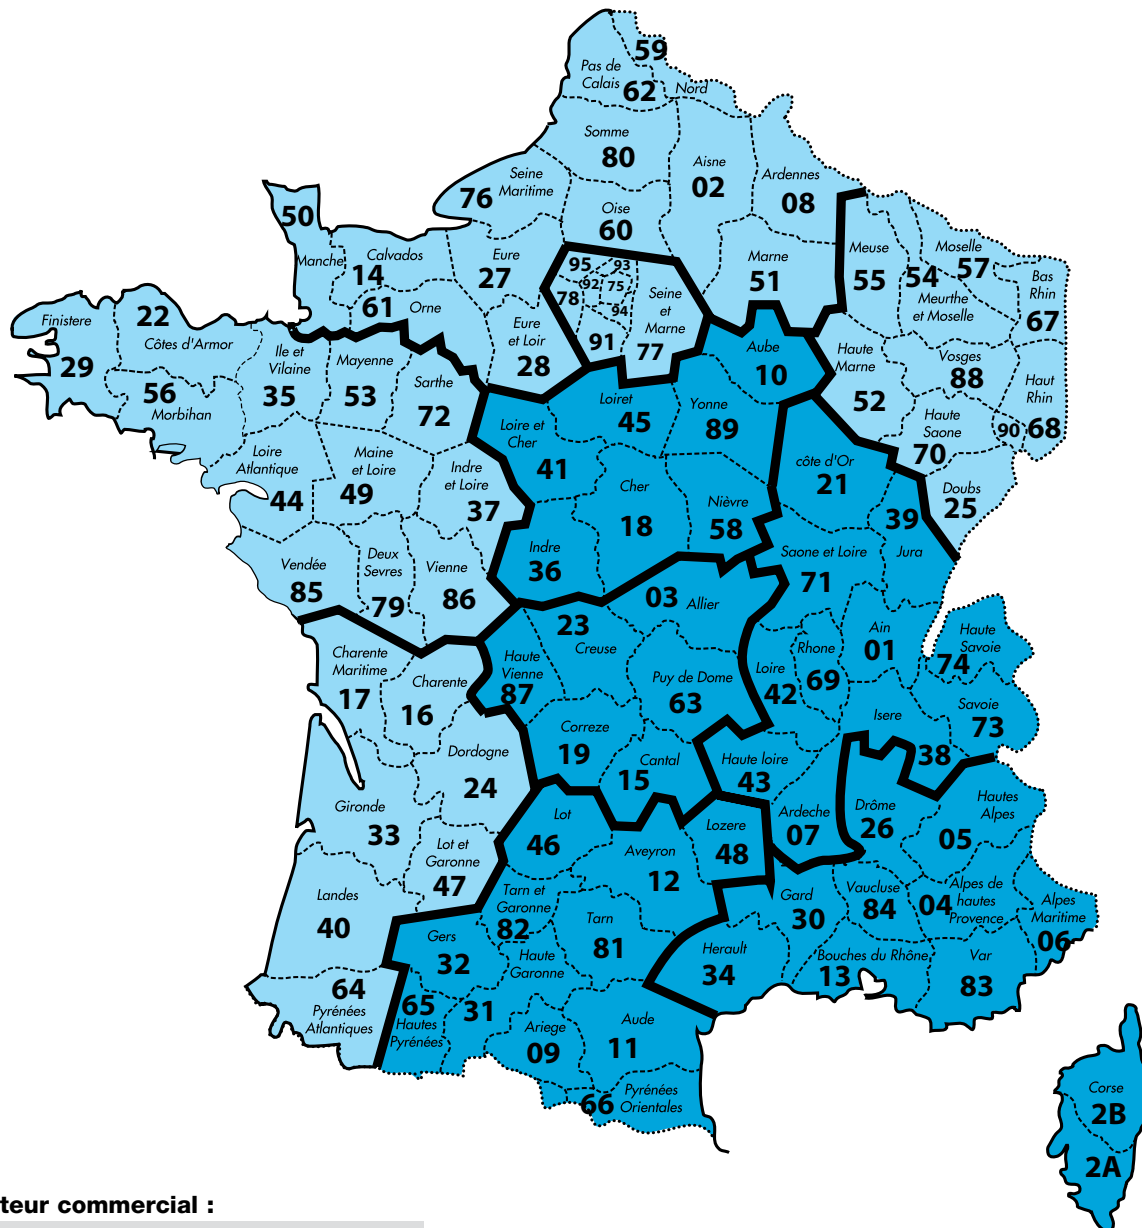 59
Pas de
Calais
62
Nord
Somme
80
Aisne
02
Ardennes
08
Seine
Maritime
76
Oise
60
50
Manche
Calvados
14
61
Orne
Eure
27
Eure
et Loir
28
95
93
92
75
78
94
91
Seine
et
Marne
77
Marne
51
Meuse
55
54
Meurthe
et Moselle
Moselle
57
Bas
Rhin
67
Haute
Marne
52
Vosges
88
Haut
Rhin
68
90
Haute
Saone
70
Doubs
25
Finistere
29
22
Côtes d'Armor
56
Morbihan
Ile et
Vilaine
35
Mayenne
53
Sarthe
72
Loire
Atlantique
44
Maine
et Loire
49
Indre
et Loire
37
Vendée
85
Deux
Sevres
79
Vienne
86
Aube
10
Loiret
45
Yonne
89
Loire et
Cher
41
Cher
18
Nièvre
58
Indre
36
côte d'Or
21
39
Jura
Saone et Loire
71
03
Allier
23
Creuse
Haute
Vienne
87
Puy de Dome
63
Correze
19
Cantal
15
Loire
42
Rhone
69
Ain
01
Haute
Savoie
74
Savoie
73
Isere
38
Haute loire
43
Ardeche
07
Drôme
26
Hautes
Alpes
05
Charente
Maritime
17
Charente
16
Dordogne
24
Gironde
33
Lot et
Garonne
47
Landes
40
64
Pyrénées
Atlantiques
Lot
46
Aveyron
12
Lozere
48
Tarn et
Garonne
82
Tarn
81
Gers
32
Haute
Garonne
31
65
Hautes
Pyrénées
Ariege
09
Aude
11
66
Pyrénées
Orientales
Gard
30
Herault
34
Vaucluse
84
Alpes de
hautes
Provence
04
Alpes
Maritime
06
Bouches du Rhône
13
Var
83
Corse
2B
2A
teur commercial :